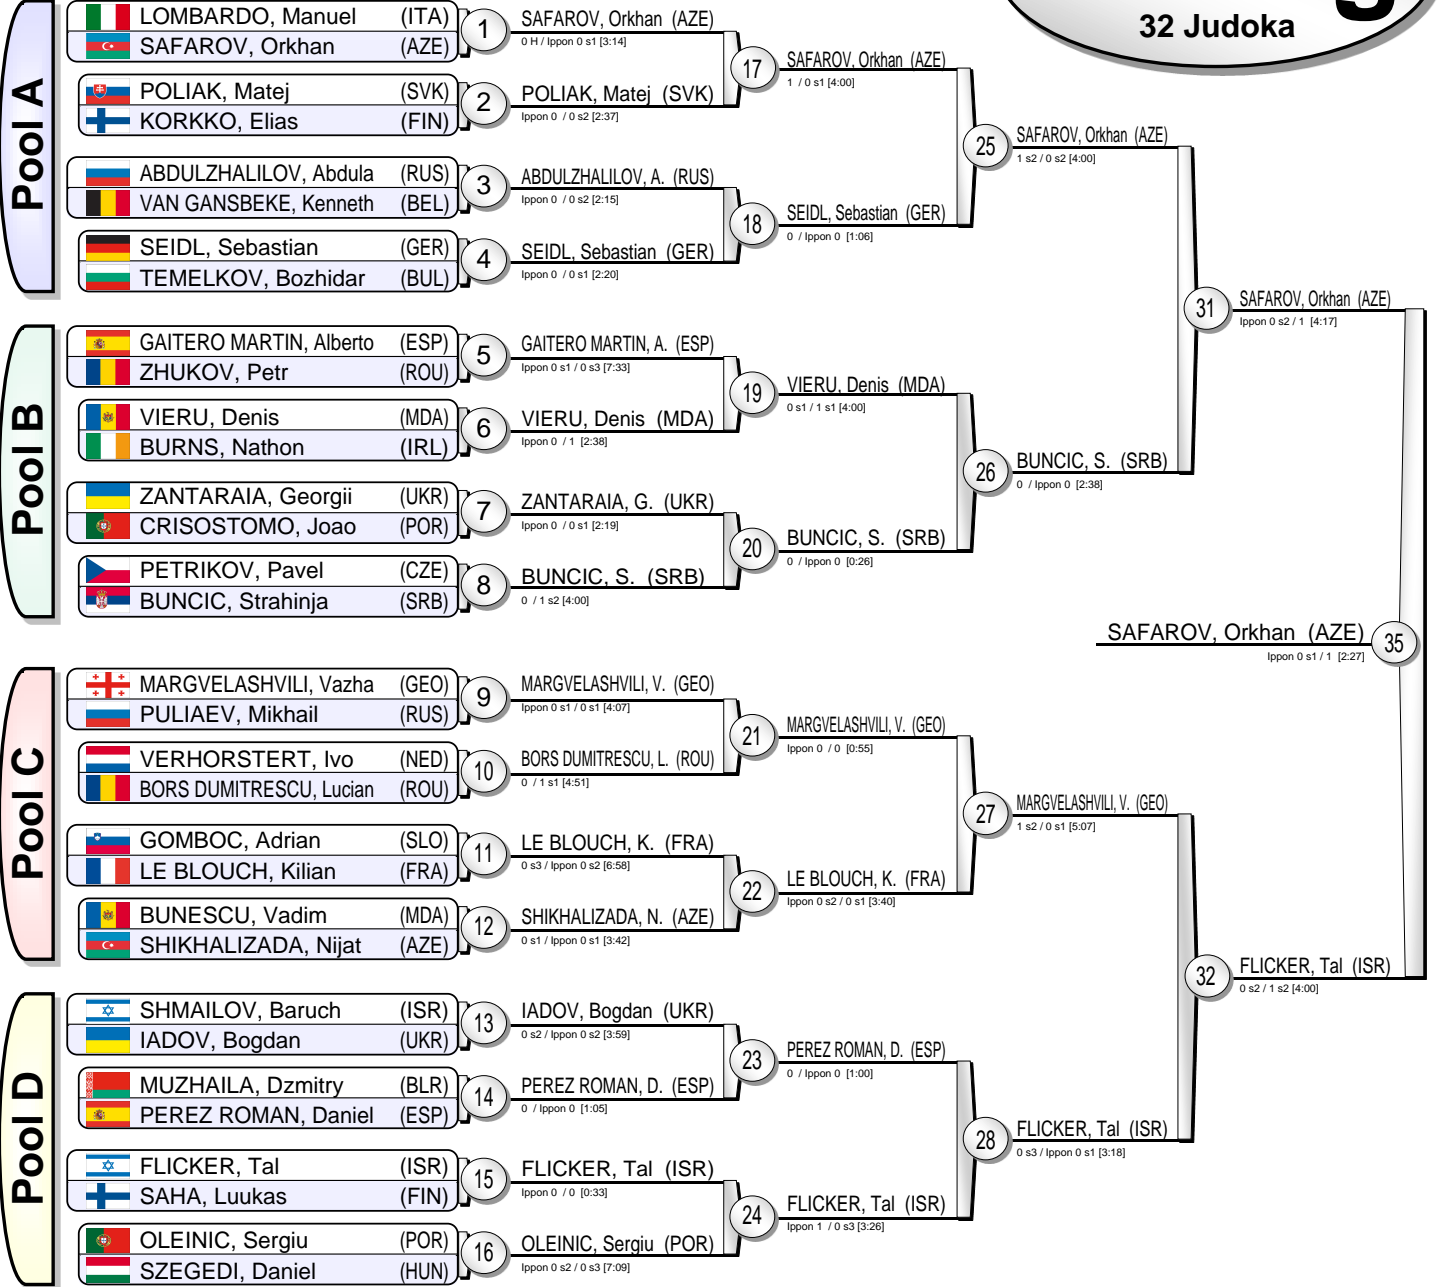 32 Judoka
Pool A
LOMBARDO, Manuel (ITA)
SAFAROV, Orkhan (AZE)
1
POLIAK, Matej (SVK)
KORKKO, Elias (FIN)
2
ABDULZHALILOV, Abdula (RUS)
VAN GANSBEKE, Kenneth (BEL)
3
SEIDL, Sebastian (GER)
TEMELKOV, Bozhidar (BUL)
4
Pool B
GAITERO MARTIN, Alberto (ESP)
ZHUKOV, Petr (ROU)
5
VIERU, Denis (MDA)
BURNS, Nathon (IRL)
6
ZANTARAIA, Georgii (UKR)
CRISOSTOMO, Joao (POR)
7
PETRIKOV, Pavel (CZE)
BUNCIC, Strahinja (SRB)
8
Pool C
MARGVELASHVILI, Vazha (GEO)
PULIAEV, Mikhail (RUS)
9
VERHORSTERT, Ivo (NED)
BORS DUMITRESCU, Lucian (ROU)
10
GOMBOC, Adrian (SLO)
LE BLOUCH, Kilian (FRA)
11
BUNESCU, Vadim (MDA)
SHIKHALIZADA, Nijat (AZE)
12
Pool D
SHMAILOV, Baruch (ISR)
IADOV, Bogdan (UKR)
13
MUZHAILA, Dzmitry (BLR)
PEREZ ROMAN, Daniel (ESP)
14
FLICKER, Tal (ISR)
SAHA, Luukas (FIN)
15
OLEINIC, Sergiu (POR)
SZEGEDI, Daniel (HUN)
16
SAFAROV, Orkhan (AZE)
0 H / Ippon 0 s1 [3:14]
POLIAK, Matej (SVK)
Ippon 0 / 0 s2 [2:37]
17
ABDULZHALILOV, A. (RUS)
Ippon 0 / 0 s2 [2:15]
SEIDL, Sebastian (GER)
Ippon 0 / 0 s1 [2:20]
18
GAITERO MARTIN, A. (ESP)
Ippon 0 s1 / 0 s3 [7:33]
VIERU, Denis (MDA)
Ippon 0 / 1 [2:38]
19
ZANTARAIA, G. (UKR)
Ippon 0 / 0 s1 [2:19]
BUNCIC, S. (SRB)
0 / 1 s2 [4:00]
20
MARGVELASHVILI, V. (GEO)
Ippon 0 s1 / 0 s1 [4:07]
BORS DUMITRESCU, L. (ROU)
0 / 1 s1 [4:51]
21
LE BLOUCH, K. (FRA)
0 s3 / Ippon 0 s2 [6:58]
SHIKHALIZADA, N. (AZE)
0 s1 / Ippon 0 s1 [3:42]
22
IADOV, Bogdan (UKR)
0 s2 / Ippon 0 s2 [3:59]
PEREZ ROMAN, D. (ESP)
0 / Ippon 0 [1:05]
23
FLICKER, Tal (ISR)
Ippon 0 / 0 [0:33]
OLEINIC, Sergiu (POR)
Ippon 0 s2 / 0 s3 [7:09]
24
SAFAROV, Orkhan (AZE)
1 / 0 s1 [4:00]
SEIDL, Sebastian (GER)
0 / Ippon 0 [1:06]
25
VIERU, Denis (MDA)
0 s1 / 1 s1 [4:00]
BUNCIC, S. (SRB)
0 / Ippon 0 [0:26]
26
MARGVELASHVILI, V. (GEO)
Ippon 0 / 0 [0:55]
LE BLOUCH, K. (FRA)
Ippon 0 s2 / 0 s1 [3:40]
27
PEREZ ROMAN, D. (ESP)
0 / Ippon 0 [1:00]
FLICKER, Tal (ISR)
Ippon 1 / 0 s3 [3:26]
28
SAFAROV, Orkhan (AZE)
1 s2 / 0 s2 [4:00]
BUNCIC, S. (SRB)
0 / Ippon 0 [2:38]
31
MARGVELASHVILI, V. (GEO)
1 s2 / 0 s1 [5:07]
FLICKER, Tal (ISR)
0 s3 / Ippon 0 s1 [3:18]
32
SAFAROV, Orkhan (AZE)
Ippon 0 s2 / 1 [4:17]
FLICKER, Tal (ISR)
0 s2 / 1 s2 [4:00]
SAFAROV, Orkhan (AZE)
Ippon 0 s1 / 1 [2:27]
35